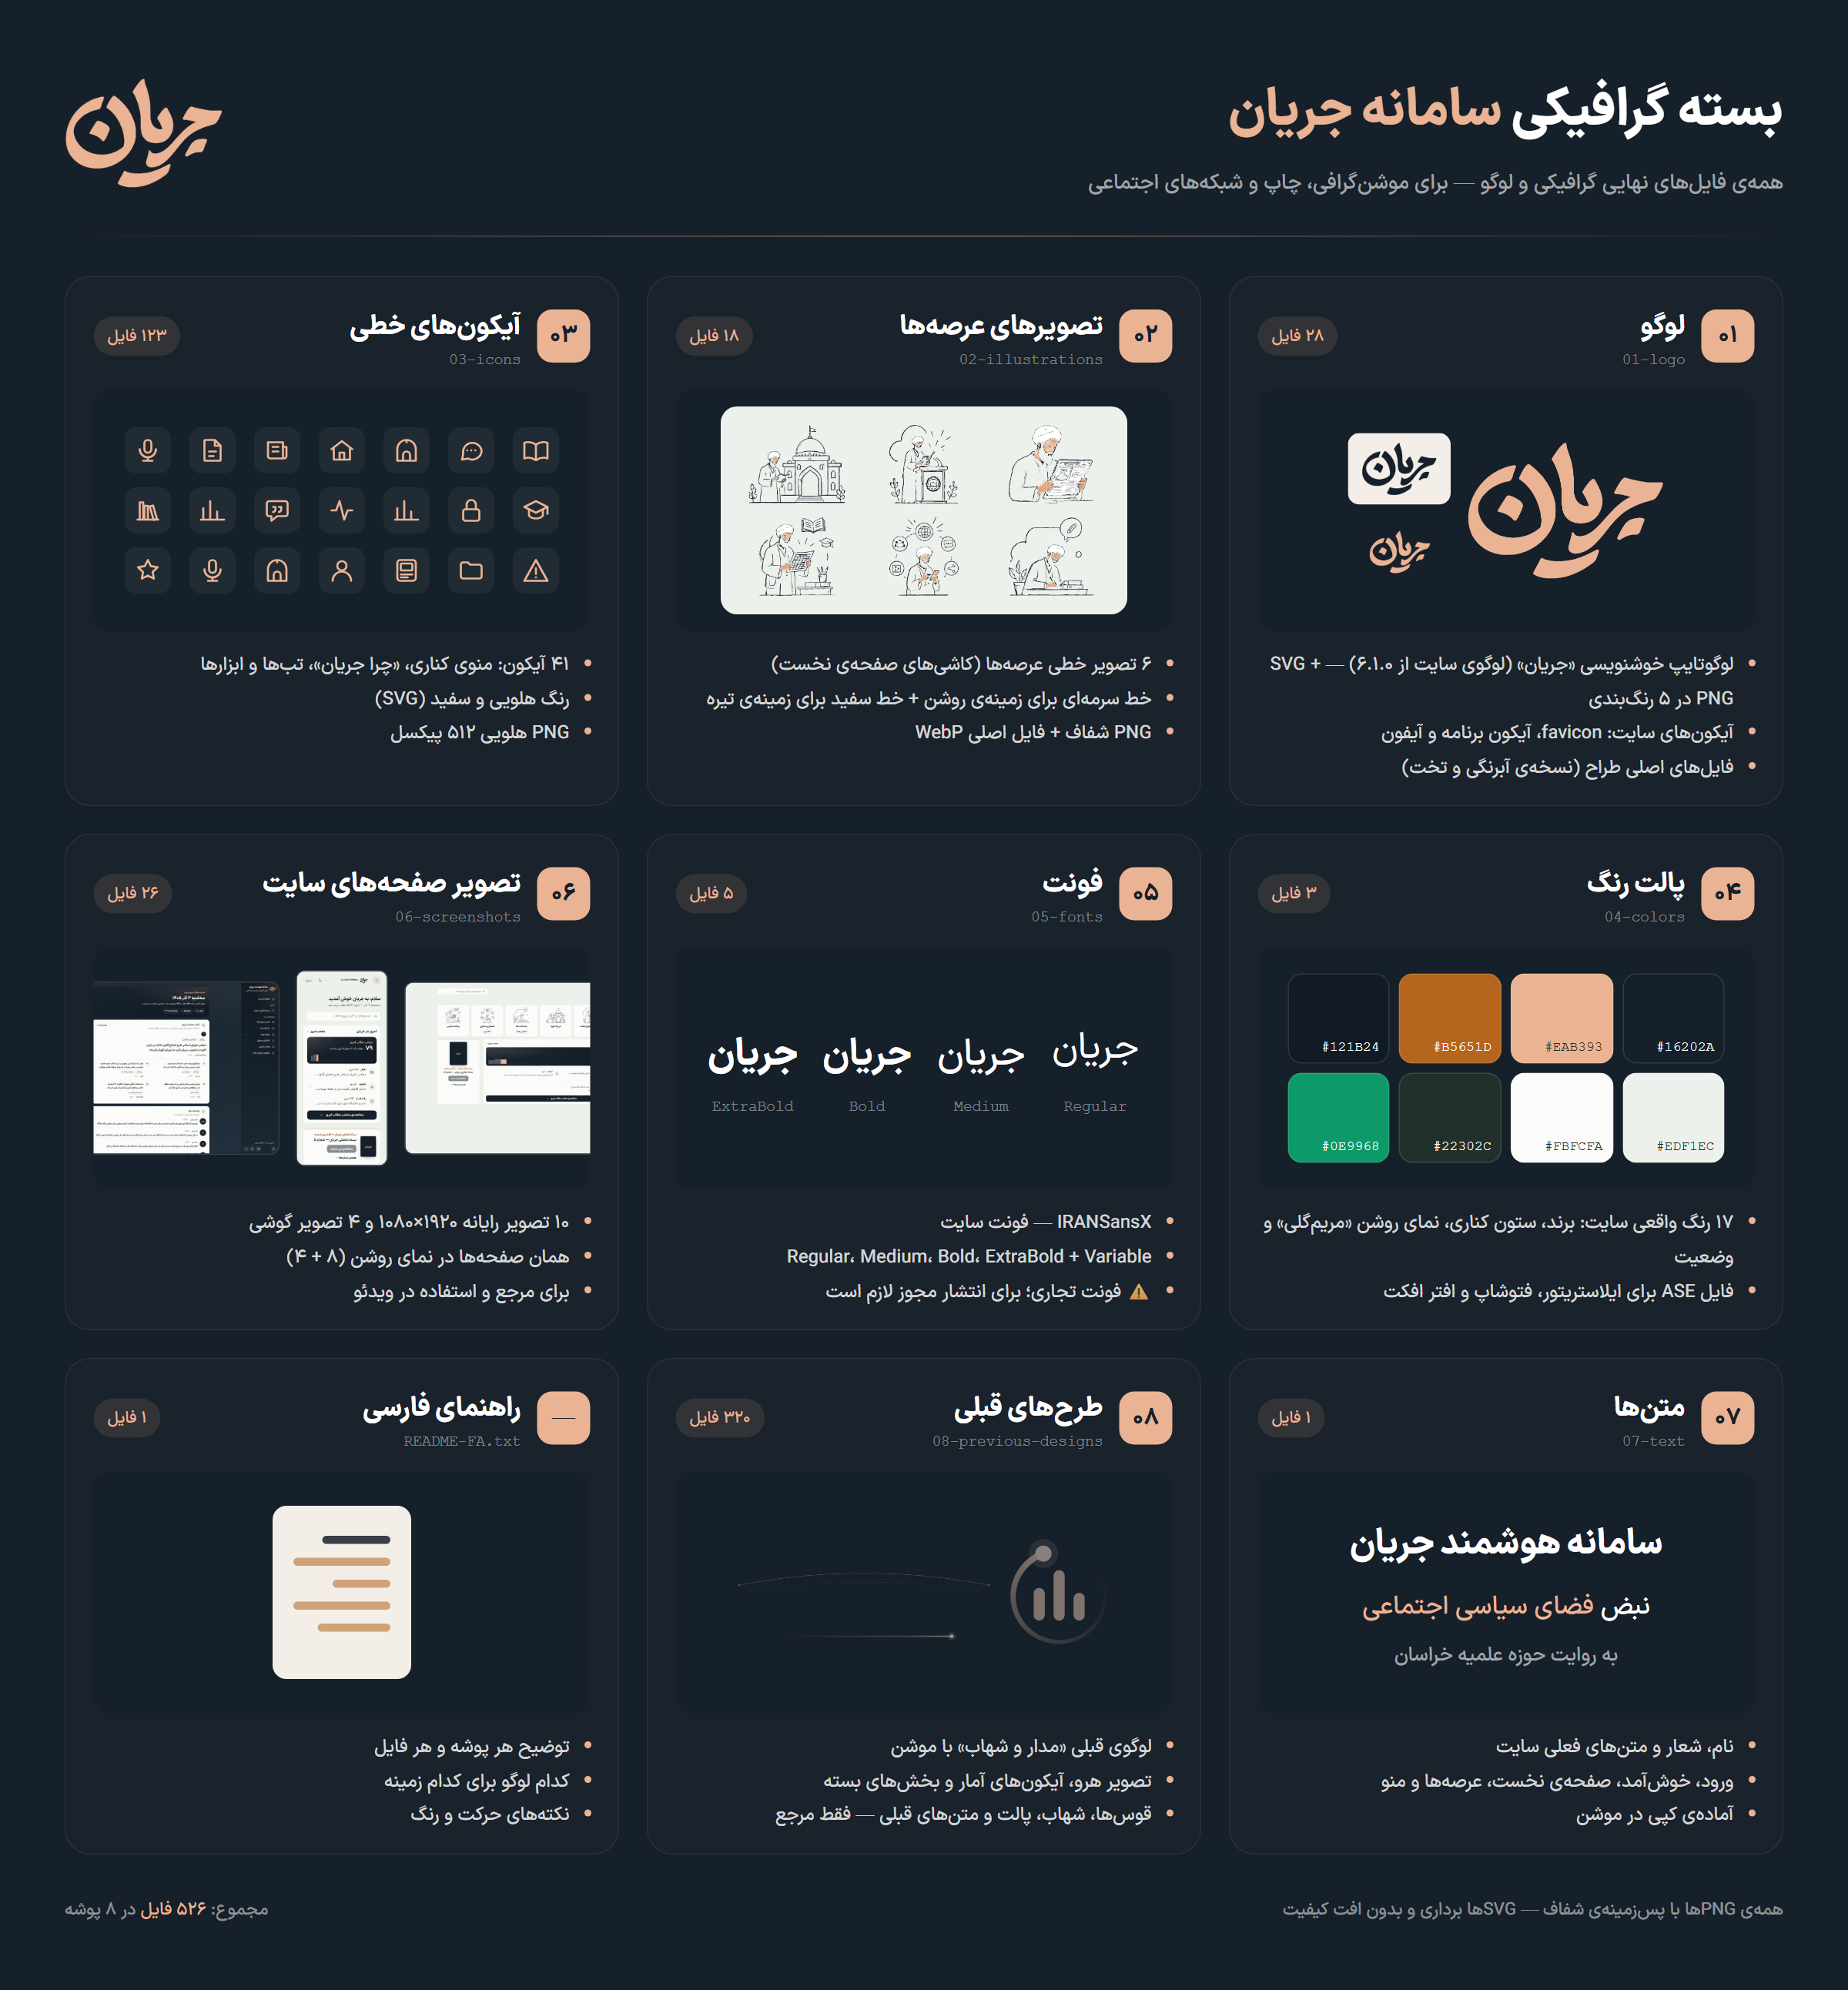 بسته گرافیکی سامانه جریان
جریان
همه‌ی فایل‌های نهایی گرافیکی و لوگو — برای موشن‌گرافی، چاپ و شبکه‌های اجتماعی
۰۱
لوگو
01-logo
۲۸ فایل
جریان
جریان
جریان
لوگوتایپ خوشنویسی «جریان» (لوگوی سایت از ۶.۱.۰) — SVG +
PNG در ۵ رنگ‌بندی
آیکون‌های سایت: favicon، آیکون برنامه و آیفون
فایل‌های اصلی طراح (نسخه‌ی آبرنگی و تخت)
۰۲
تصویرهای عرصه‌ها
02-illustrations
۱۸ فایل
۶ تصویر خطی عرصه‌ها (کاشی‌های صفحه‌ی نخست)
خط سرمه‌ای برای زمینه‌ی روشن + خط سفید برای زمینه‌ی تیره
PNG شفاف + فایل اصلی WebP
۰۳
آیکون‌های خطی
03-icons
۱۲۳ فایل
۴۱ آیکون: منوی کناری، «چرا جریان»، تب‌ها و ابزارها
رنگ هلویی و سفید (SVG)
PNG هلویی ۵۱۲ پیکسل
۰۴
پالت رنگ
04-colors
۳ فایل
#16202A
#EAB393
#B5651D
#121B24
#EDF1EC
#FBFCFA
#22302C
#0E9968
۱۷ رنگ واقعی سایت: برند، ستون کناری، نمای روشن «مریم‌گلی» و
وضعیت
فایل ASE برای ایلاستریتور، فتوشاپ و افتر افکت
۰۵
فونت
05-fonts
۵ فایل
جریان جریان جریان جریان
Regular Medium Bold ExtraBold
IRANSansX — فونت سایت
Regular، Medium، Bold، ExtraBold + Variable
⚠ فونت تجاری؛ برای انتشار مجوز لازم است
۰۶
تصویر صفحه‌های سایت
06-screenshots
۲۶ فایل
سلام، به جریان خوش آمدید
۱۰ تصویر رایانه ۱۹۲۰×۱۰۸۰ و ۴ تصویر گوشی
همان صفحه‌ها در نمای روشن (۸ + ۴)
برای مرجع و استفاده در ویدئو
۰۷
متن‌ها
07-text
۱ فایل
سامانه هوشمند جریان
نبض فضای سیاسی اجتماعی
به روایت حوزه علمیه خراسان
نام، شعار و متن‌های فعلی سایت
ورود، خوش‌آمد، صفحه‌ی نخست، عرصه‌ها و منو
آماده‌ی کپی در موشن
۰۸
طرح‌های قبلی
08-previous-designs
۳۲۰ فایل
لوگوی قبلی «مدار و شهاب» با موشن
تصویر هرو، آیکون‌های آمار و بخش‌های بسته
قوس‌ها، شهاب، پالت و متن‌های قبلی — فقط مرجع
—
راهنمای فارسی
README-FA.txt
۱ فایل
توضیح هر پوشه و هر فایل
کدام لوگو برای کدام زمینه
نکته‌های حرکت و رنگ
همه‌ی PNGها با پس‌زمینه‌ی شفاف — SVGها برداری و بدون افت کیفیت
مجموع: ۵۲۶ فایل در ۸ پوشه